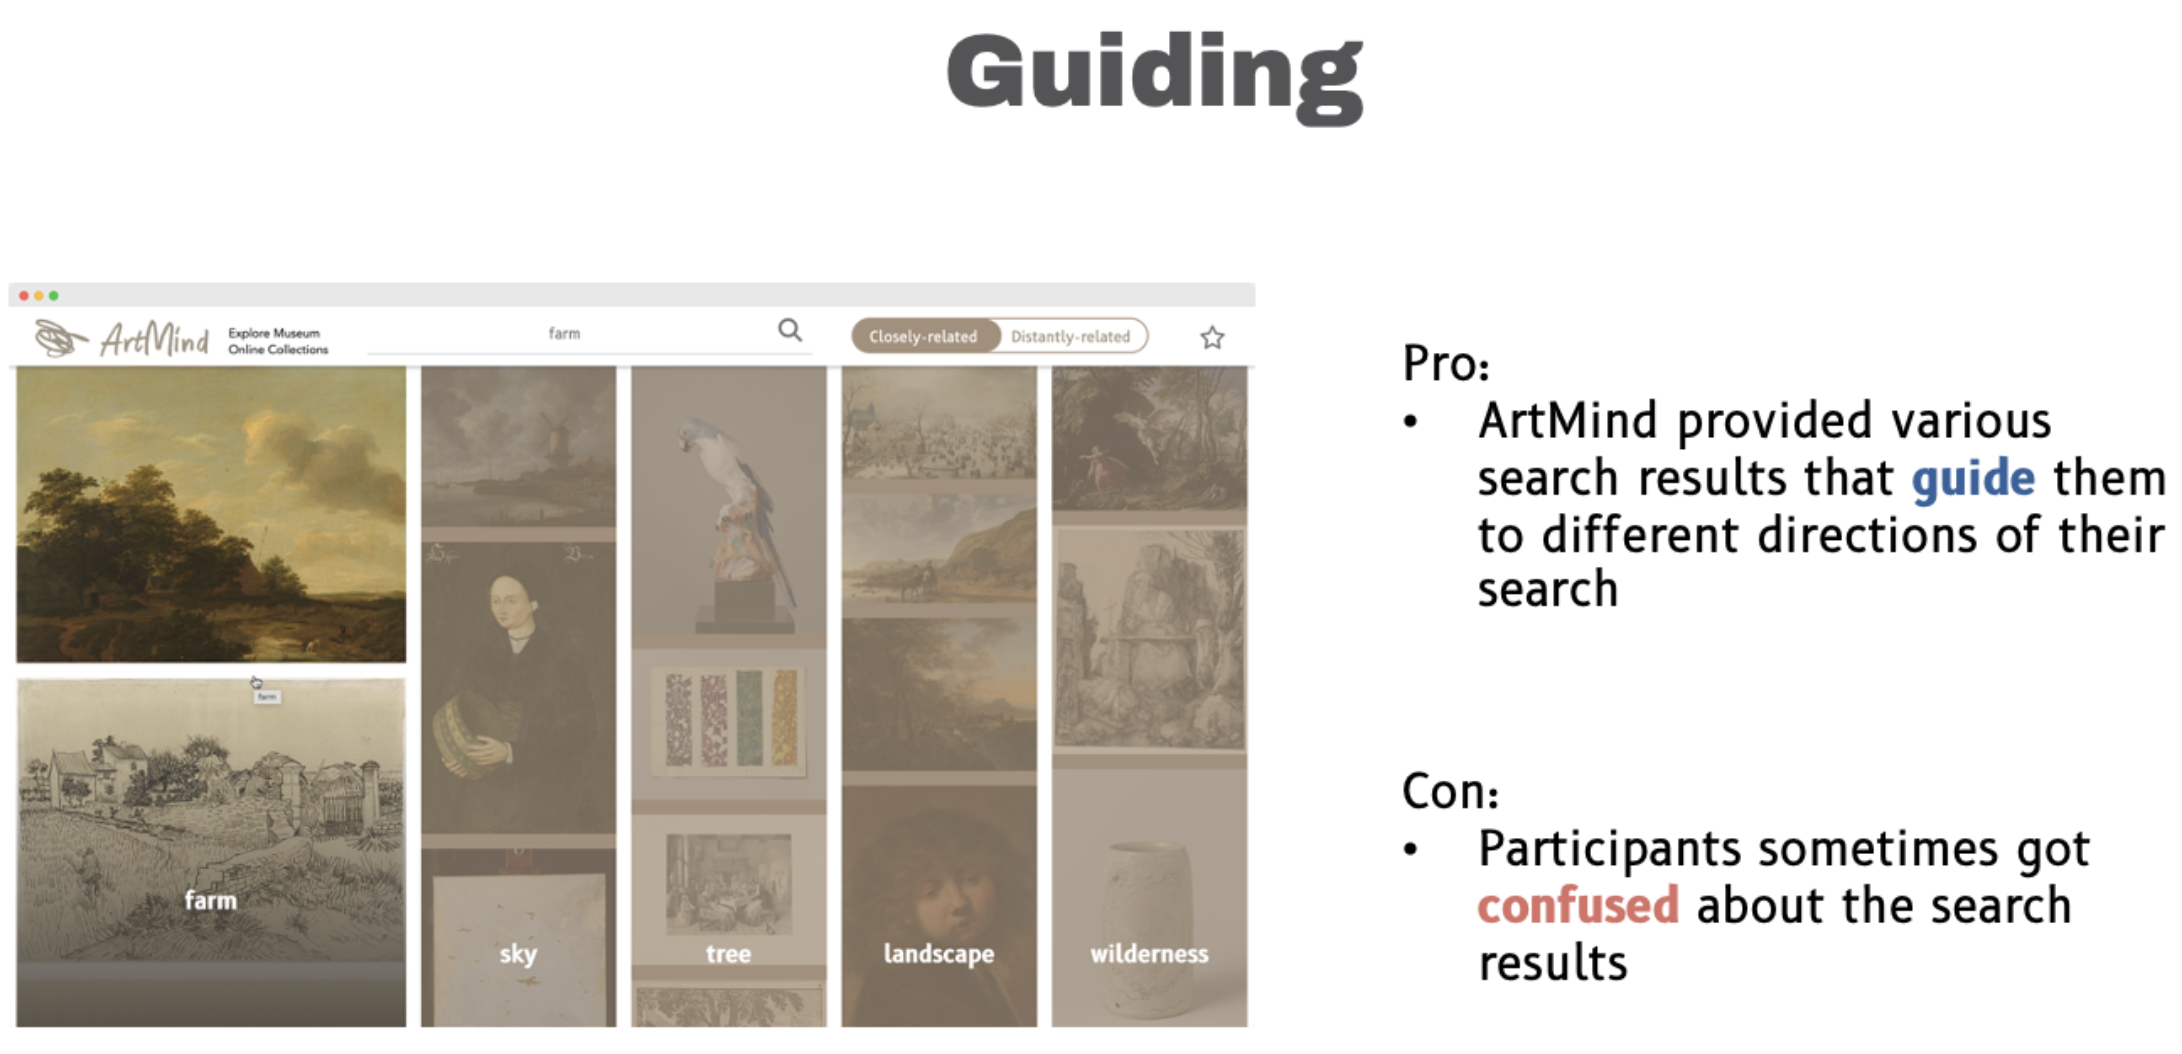 Guiding
ArtMind
Explore Museum
Online Collections
farm
Closely-related
Distantly-related
farm
farm
sky
tree
landscape
wilderness
Pro:
• ArtMind provided various
search results that guide them
to different directions of their
search
Con:
• Participants sometimes got
confused about the search
results